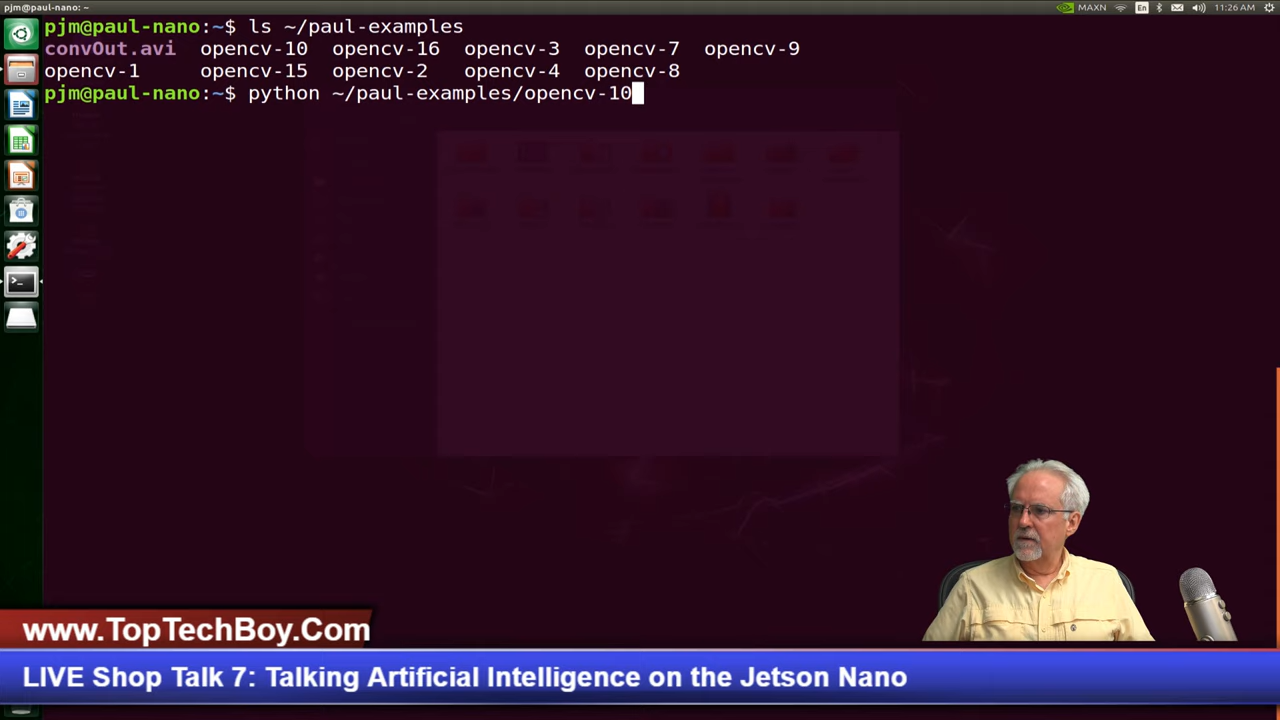 pjm@paul-nano: ~
MAXN En 11:26 AM
pjm@paul-nano:~$ ls ~/paul-examples
convOut.avi opencv-10 opencv-16 opencv-3 opencv-7 opencv-9
opencv-1 opencv-15 opencv-2 opencv-4 opencv-8
pjm@paul-nano:~$ python ~/paul-examples/opencv-10
www.TopTechBoy.Com
LIVE Shop Talk 7: Talking Artificial Intelligence on the Jetson Nano